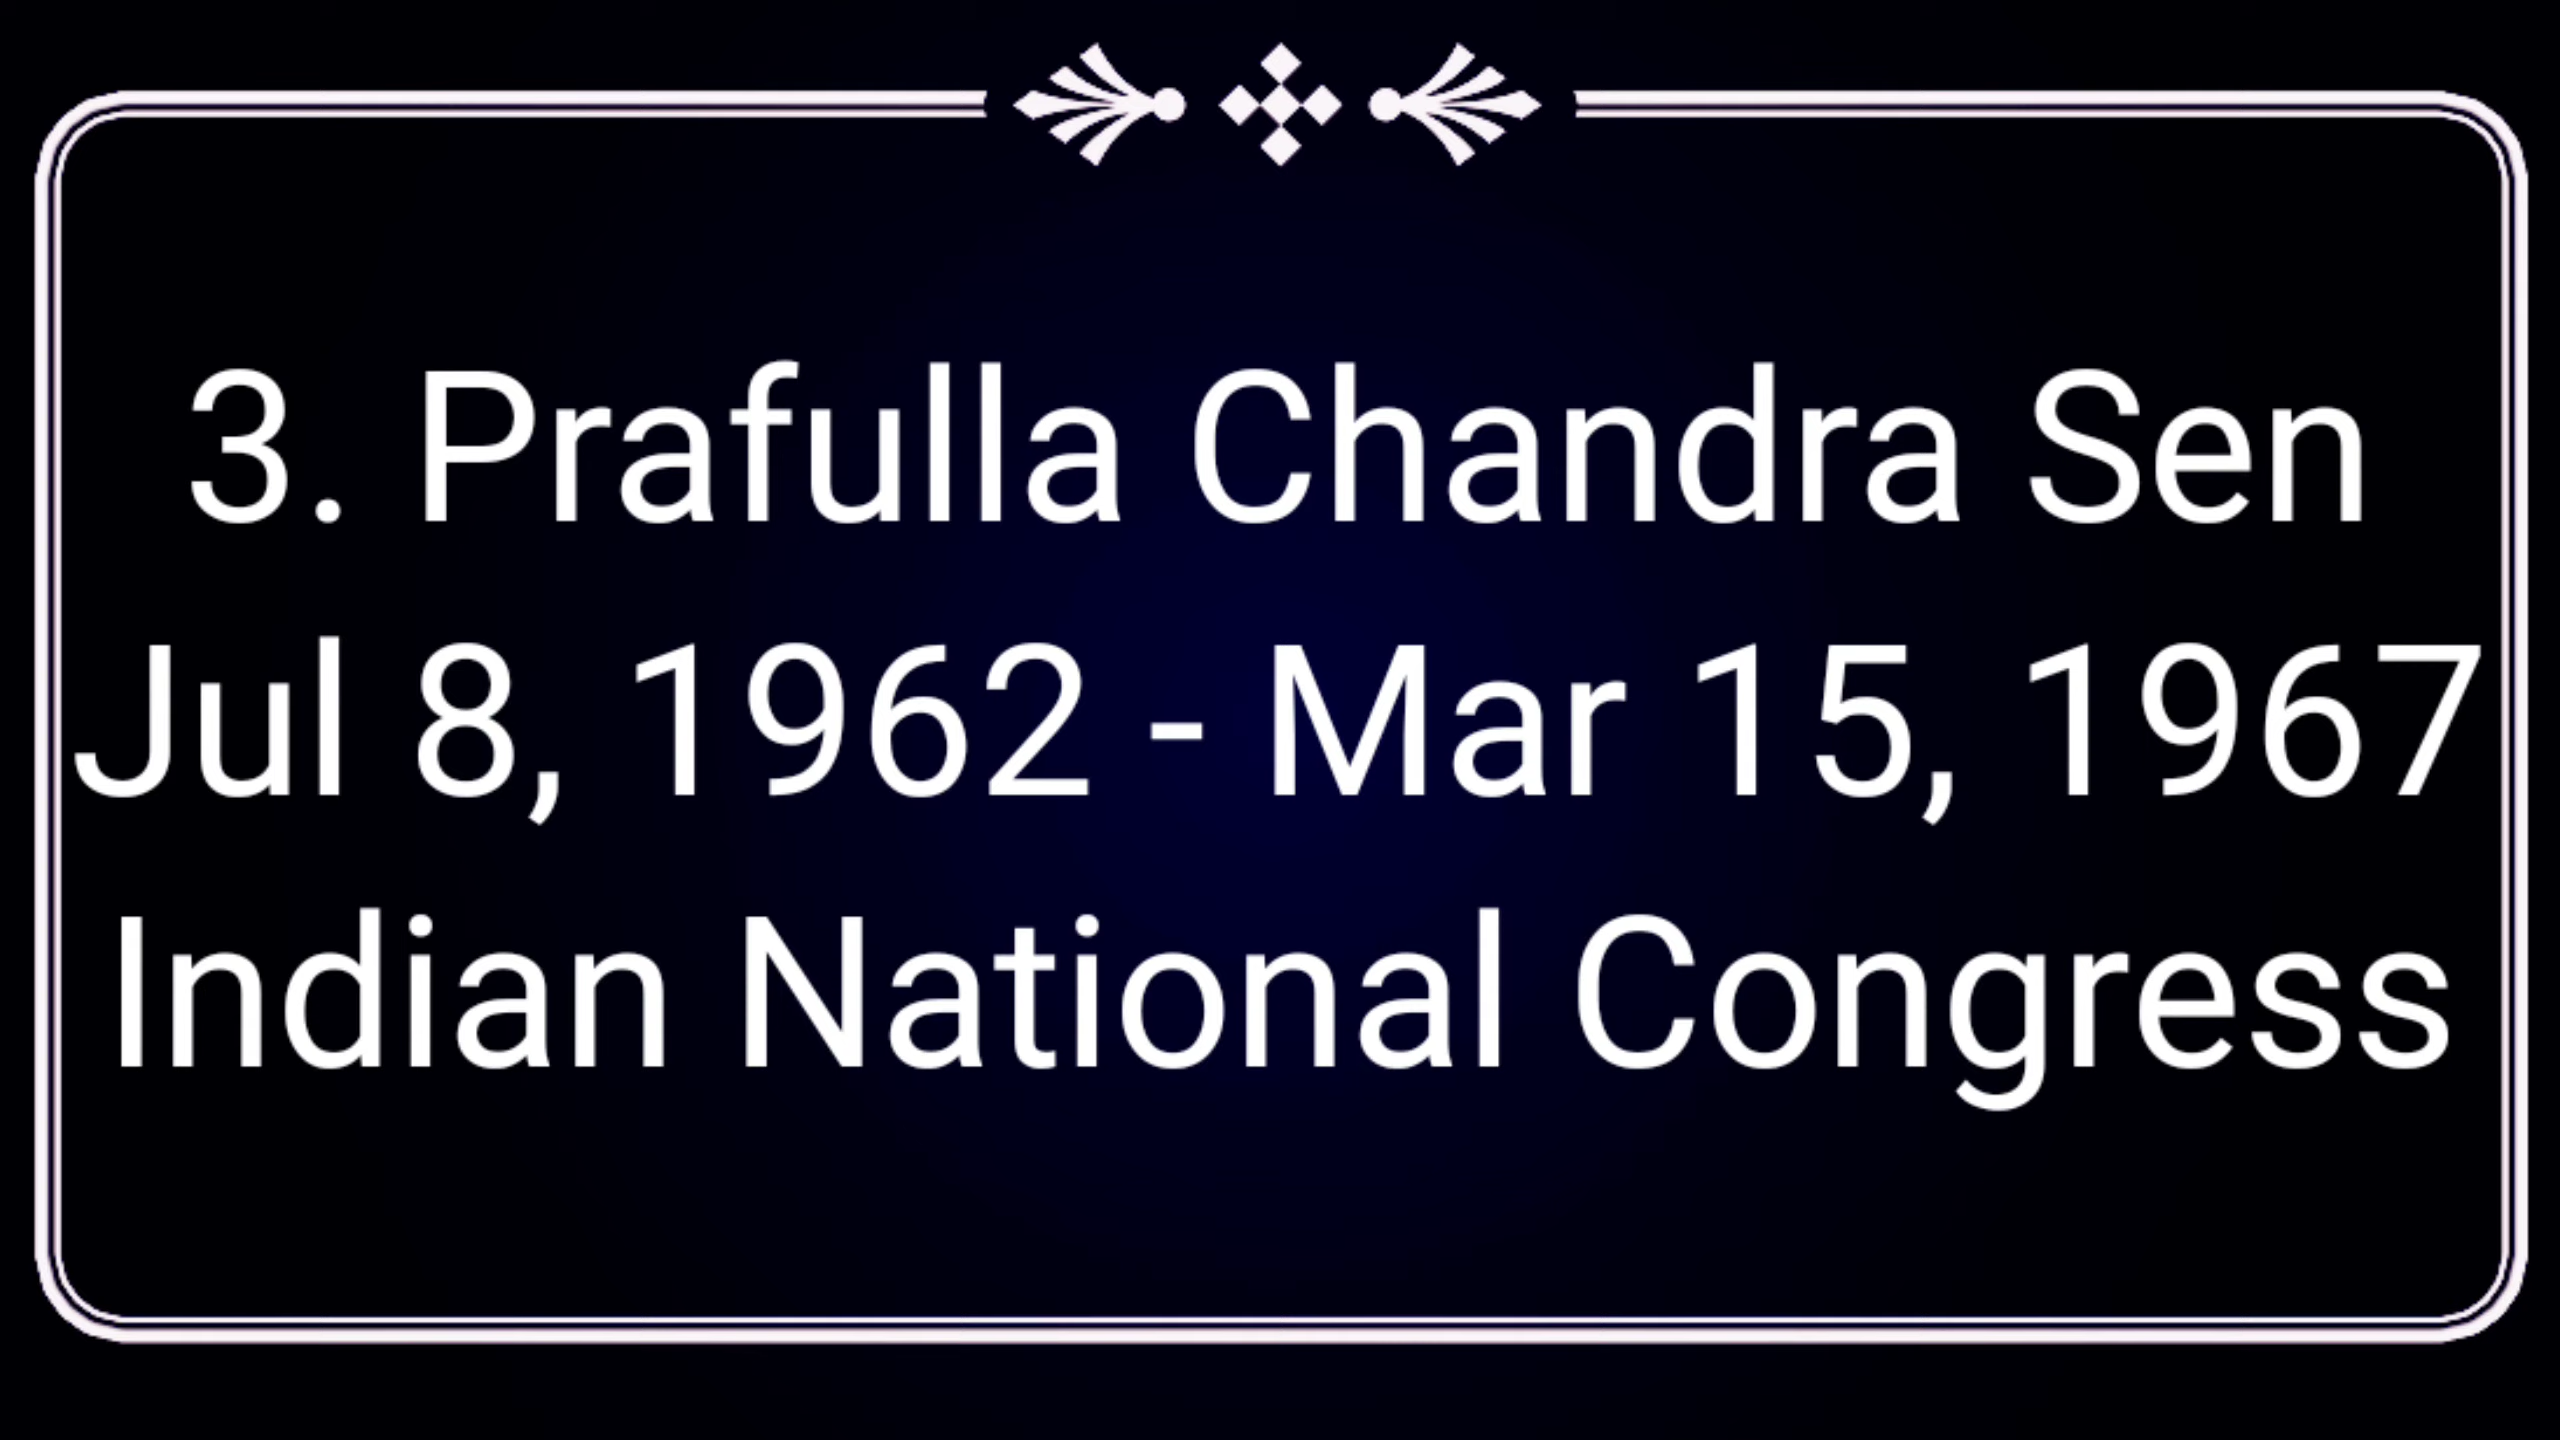 3. Prafulla Chandra Sen
Jul 8, 1962 - Mar 15, 1967
Indian National Congress